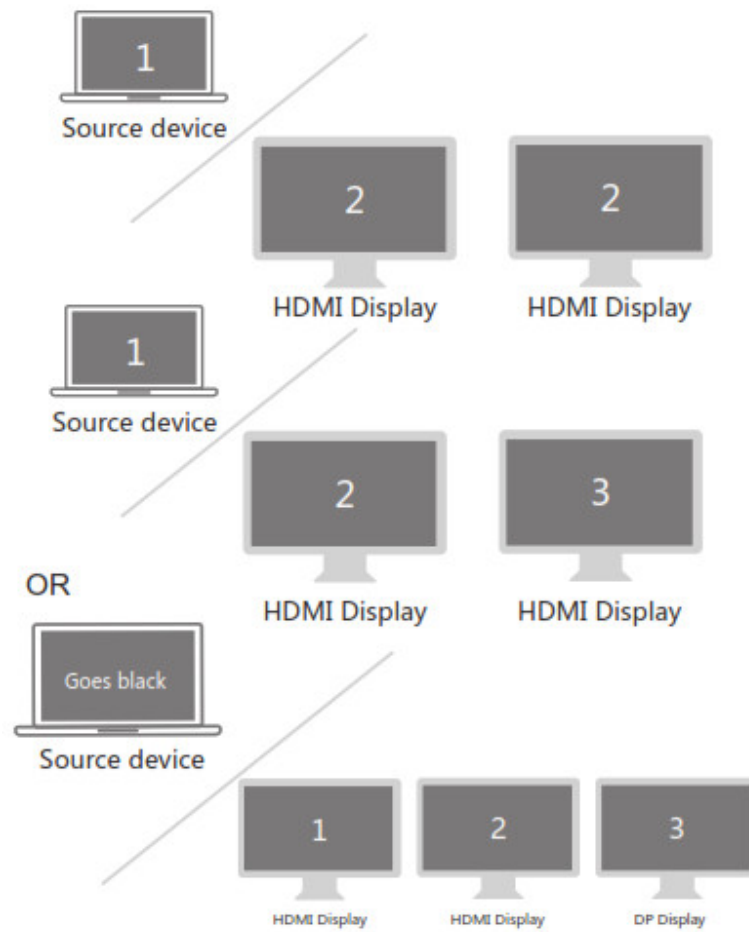 1
Source device
2
2
HDMI Display
HDMI Display
1
Source device
2
3
HDMI Display
HDMI Display
OR
Goes black
Source device
1
2
3
HDMI Display
HDMI Display
DP Display